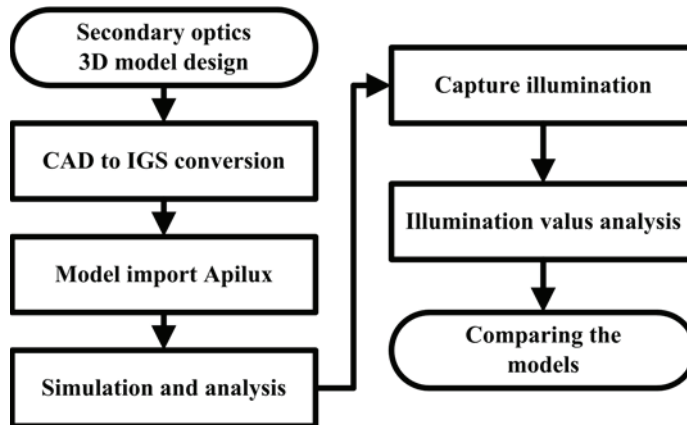 Secondary optics
3D model design
CAD to IGS conversion
Model import Apilux
Simulation and analysis
Capture illumination
Illumination valus analysis
Comparing the
models